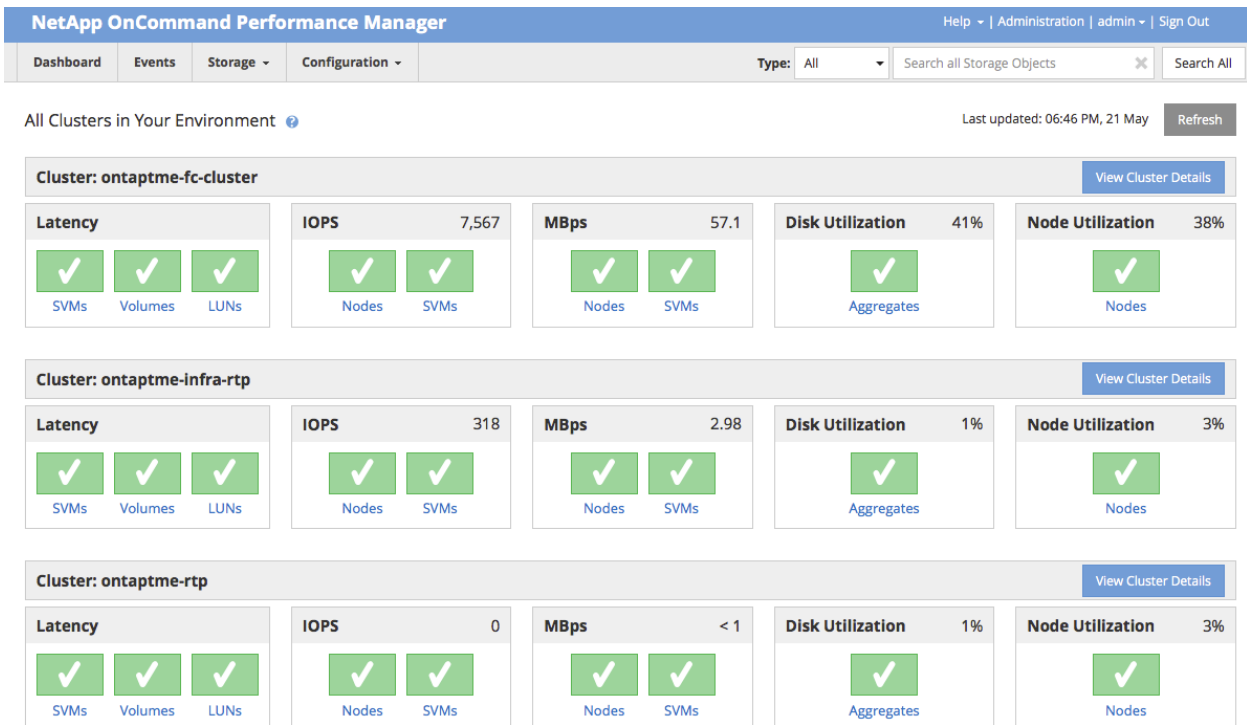 NetApp OnCommand Performance Manager
Help | Administration | admin | Sign Out
Dashboard Events Storage Configuration Type: All Search all Storage Objects Search All
All Clusters in Your Environment ? Last updated: 06:46 PM, 21 May Refresh
Cluster: ontaptme-fc-cluster View Cluster Details
Latency IOPS 7,567 MBps 57.1 Disk Utilization 41% Node Utilization 38%
SVMs Volumes LUNs Nodes SVMs Nodes SVMs Aggregates Nodes
Cluster: ontaptme-infra-rtp View Cluster Details
Latency IOPS 318 MBps 2.98 Disk Utilization 1% Node Utilization 3%
SVMs Volumes LUNs Nodes SVMs Nodes SVMs Aggregates Nodes
Cluster: ontaptme-rtp View Cluster Details
Latency IOPS 0 MBps < 1 Disk Utilization 1% Node Utilization 3%
SVMs Volumes LUNs Nodes SVMs Nodes SVMs Aggregates Nodes